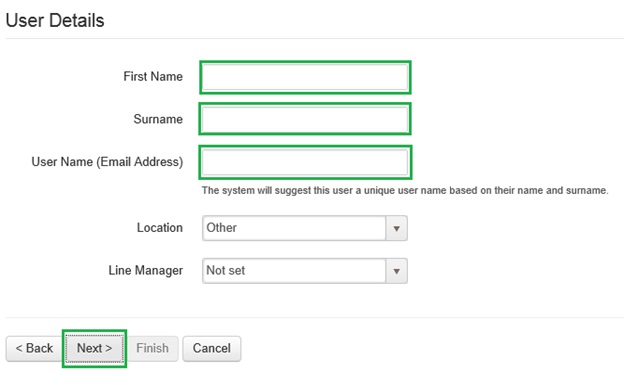 User Details
First Name
Surname
User Name (Email Address)
The system will suggest this user a unique user name based on their name and surname.
Location Other
Line Manager Not set
< Back Next > Finish Cancel